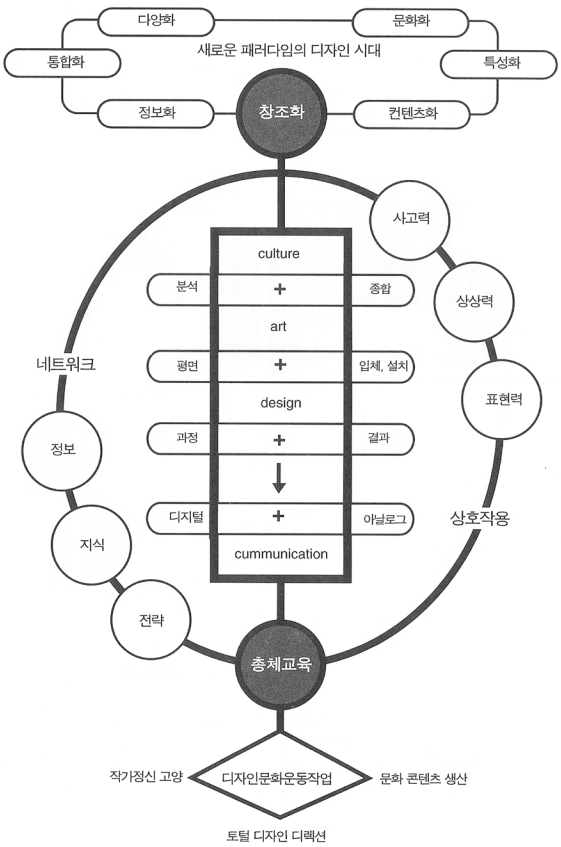 다양화
문화화
새로운 패러다임의 디자인 시대
통합화
특성화
정보화
창조화
컨텐츠화
사고력
culture
분석 + 종합
상상력
art
네트워크
평면 + 입체, 설치
표현력
design
정보
과정 + 결과
디지털 + 아날로그
상호작용
지식
cummunication
전략
총체교육
작가정신 고양
디자인문화운동작업
문화 콘텐츠 생산
토털 디자인 디렉션